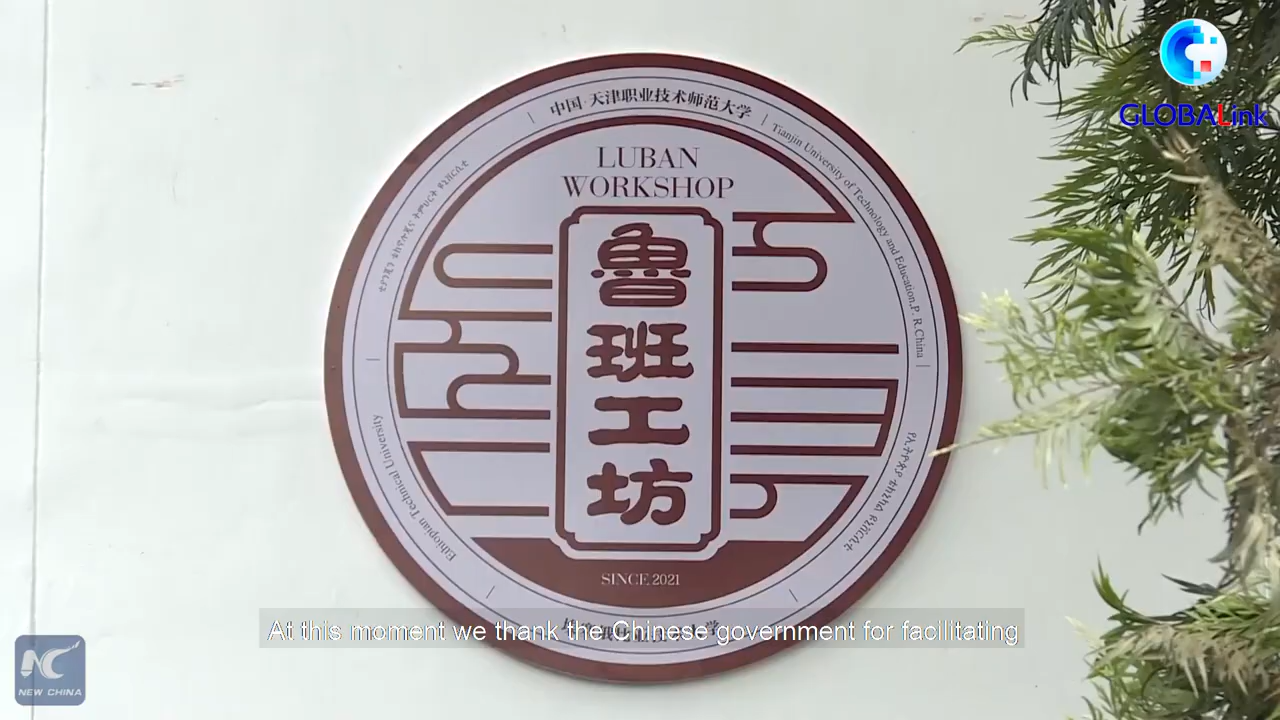 GLOBALink
中国·天津职业技术师范大学
Tianjin University of Technology and Education,P. R.China
LUBAN
WORKSHOP
魯
班
工
坊
Ethiopian Technical University
SINCE 2021
At this moment we thank the Chinese government for facilitating
NEW CHINA